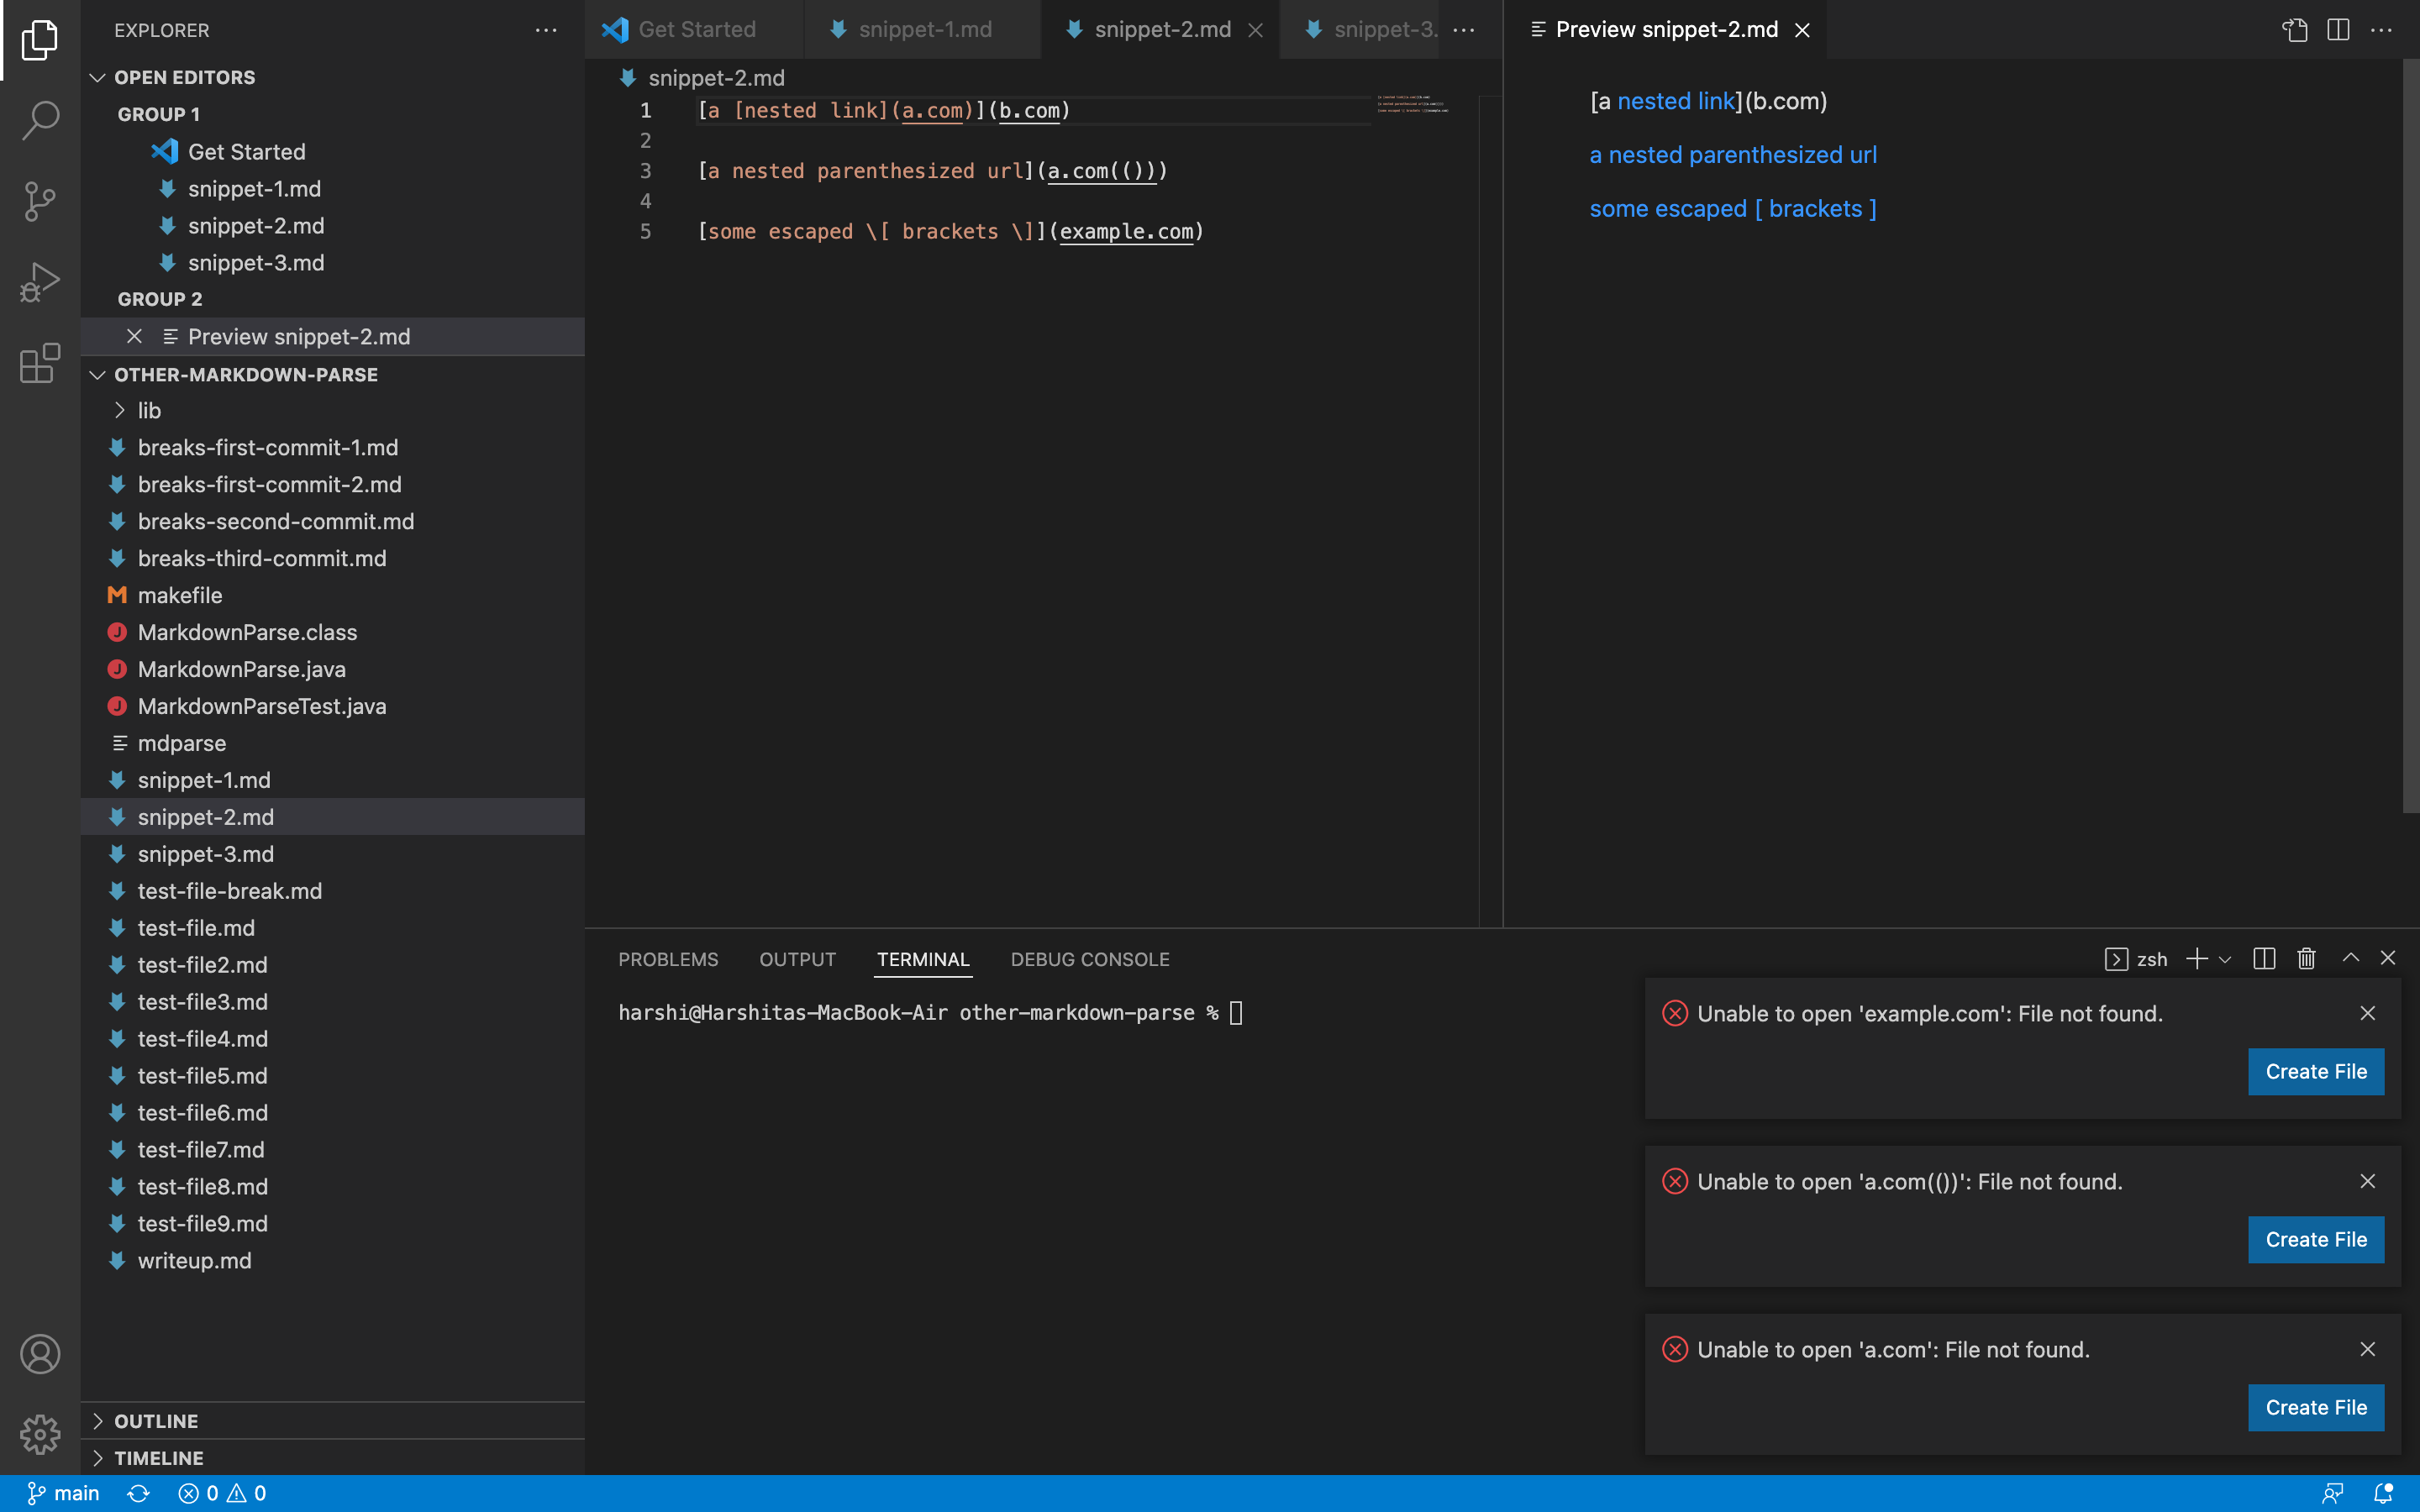 EXPLORER
OPEN EDITORS
GROUP 1
Get Started
snippet-1.md
snippet-2.md
snippet-3.md
GROUP 2
Preview snippet-2.md
OTHER-MARKDOWN-PARSE
lib
breaks-first-commit-1.md
breaks-first-commit-2.md
breaks-second-commit.md
breaks-third-commit.md
makefile
MarkdownParse.class
MarkdownParse.java
MarkdownParseTest.java
mdparse
snippet-1.md
snippet-2.md
snippet-3.md
test-file-break.md
test-file.md
test-file2.md
test-file3.md
test-file4.md
test-file5.md
test-file6.md
test-file7.md
test-file8.md
test-file9.md
writeup.md
OUTLINE
TIMELINE
Get Started snippet-1.md snippet-2.md snippet-3.
snippet-2.md
1 [a [nested link](a.com)](b.com)
2
3 [a nested parenthesized url](a.com(()))
4
5 [some escaped \[ brackets \]](example.com)
Preview snippet-2.md
[a nested link](b.com)
a nested parenthesized url
some escaped [ brackets ]
PROBLEMS OUTPUT TERMINAL DEBUG CONSOLE
zsh
harshi@Harshitas-MacBook-Air other-markdown-parse %
Unable to open 'example.com': File not found.
Create File
Unable to open 'a.com(())': File not found.
Create File
Unable to open 'a.com': File not found.
Create File
main 0 0